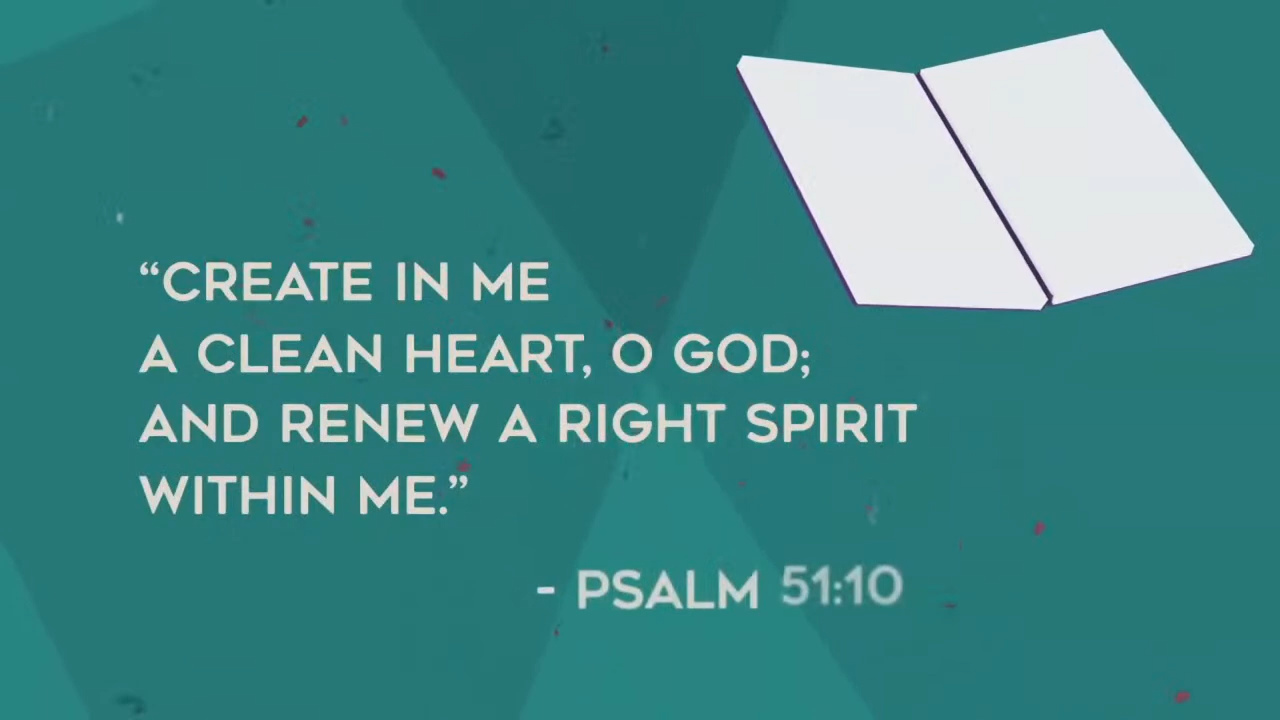 “CREATE IN ME
A CLEAN HEART, O GOD;
AND RENEW A RIGHT SPIRIT
WITHIN ME.”
- PSALM 51:10